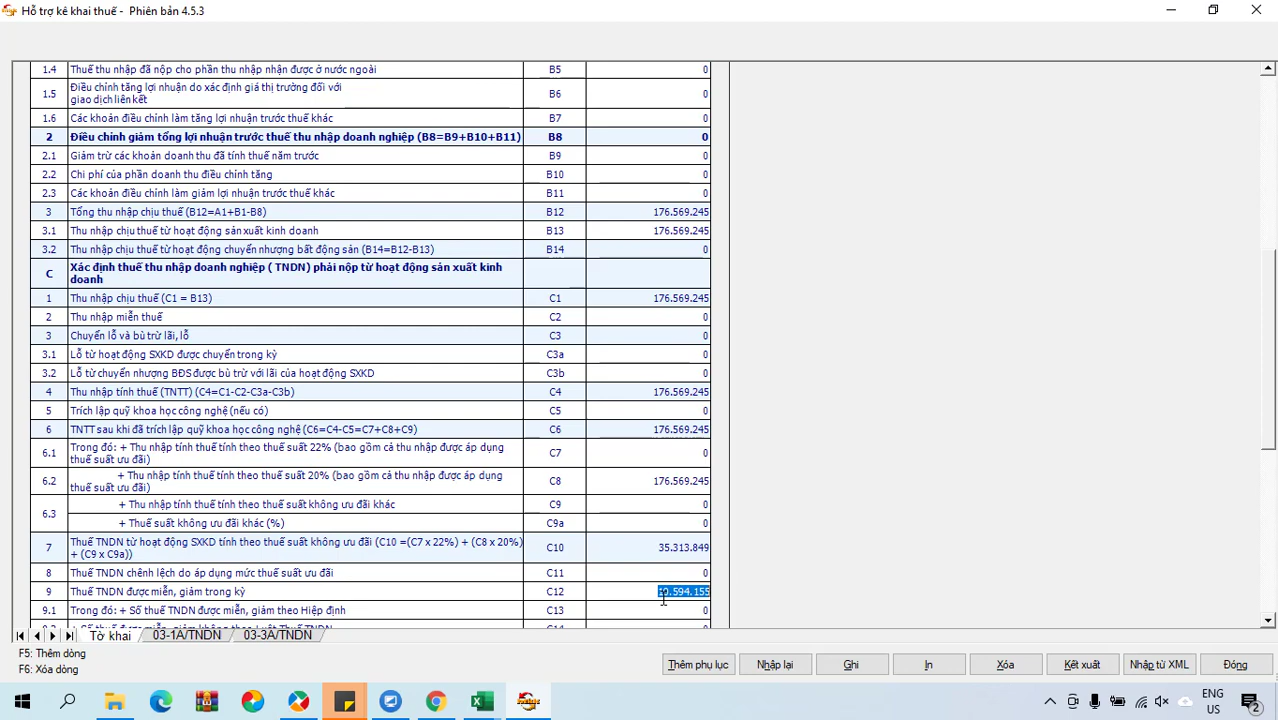 Hỗ trợ kê khai thuế - Phiên bản 4.5.3
1.4 Thuế thu nhập đã nộp cho phần thu nhập nhận được ở nước ngoài B5 0
1.5 Điều chỉnh tăng lợi nhuận do xác định giá thị trường đối với
giao dịch liên kết B6 0
1.6 Các khoản điều chỉnh làm tăng lợi nhuận trước thuế khác B7 0
2 Điều chỉnh giảm tổng lợi nhuận trước thuế thu nhập doanh nghiệp (B8=B9+B10+B11) B8 0
2.1 Giảm trừ các khoản doanh thu đã tính thuế năm trước B9 0
2.2 Chi phí của phần doanh thu điều chỉnh tăng B10 0
2.3 Các khoản điều chỉnh làm giảm lợi nhuận trước thuế khác B11 0
3 Tổng thu nhập chịu thuế (B12=A1+B1-B8) B12 176.569.245
3.1 Thu nhập chịu thuế từ hoạt động sản xuất kinh doanh B13 176.569.245
3.2 Thu nhập chịu thuế từ hoạt động chuyển nhượng bất động sản (B14=B12-B13) B14 0
C Xác định thuế thu nhập doanh nghiệp ( TNDN) phải nộp từ hoạt động sản xuất kinh
doanh
1 Thu nhập chịu thuế (C1 = B13) C1 176.569.245
2 Thu nhập miễn thuế C2 0
3 Chuyển lỗ và bù trừ lãi, lỗ C3 0
3.1 Lỗ từ hoạt động SXKD được chuyển trong kỳ C3a 0
3.2 Lỗ từ chuyển nhượng BĐS được bù trừ với lãi của hoạt động SXKD C3b 0
4 Thu nhập tính thuế (TNTT) (C4=C1-C2-C3a-C3b) C4 176.569.245
5 Trích lập quỹ khoa học công nghệ (nếu có) C5 0
6 TNTT sau khi đã trích lập quỹ khoa học công nghệ (C6=C4-C5=C7+C8+C9) C6 176.569.245
6.1 Trong đó: + Thu nhập tính thuế tính theo thuế suất 22% (bao gồm cả thu nhập được áp dụng
thuế suất ưu đãi) C7 0
6.2 + Thu nhập tính thuế tính theo thuế suất 20% (bao gồm cả thu nhập được áp dụng
thuế suất ưu đãi) C8 176.569.245
6.3 + Thu nhập tính thuế tính theo thuế suất không ưu đãi khác C9 0
+ Thuế suất không ưu đãi khác (%) C9a 0
7 Thuế TNDN từ hoạt động SXKD tính theo thuế suất không ưu đãi (C10 =(C7 x 22%) + (C8 x 20%)
+ (C9 x C9a)) C10 35.313.849
8 Thuế TNDN chênh lệch do áp dụng mức thuế suất ưu đãi C11 0
9 Thuế TNDN được miễn, giảm trong kỳ C12 10.594.155
9.1 Trong đó: + Số thuế TNDN được miễn, giảm theo Hiệp định C13 0
Tờ khai 03-1A/TNDN 03-3A/TNDN
F5: Thêm dòng
F6: Xóa dòng
Thêm phụ lục Nhập lại Ghi In Xóa Kết xuất Nhập từ XML Đóng
ENG
US
2